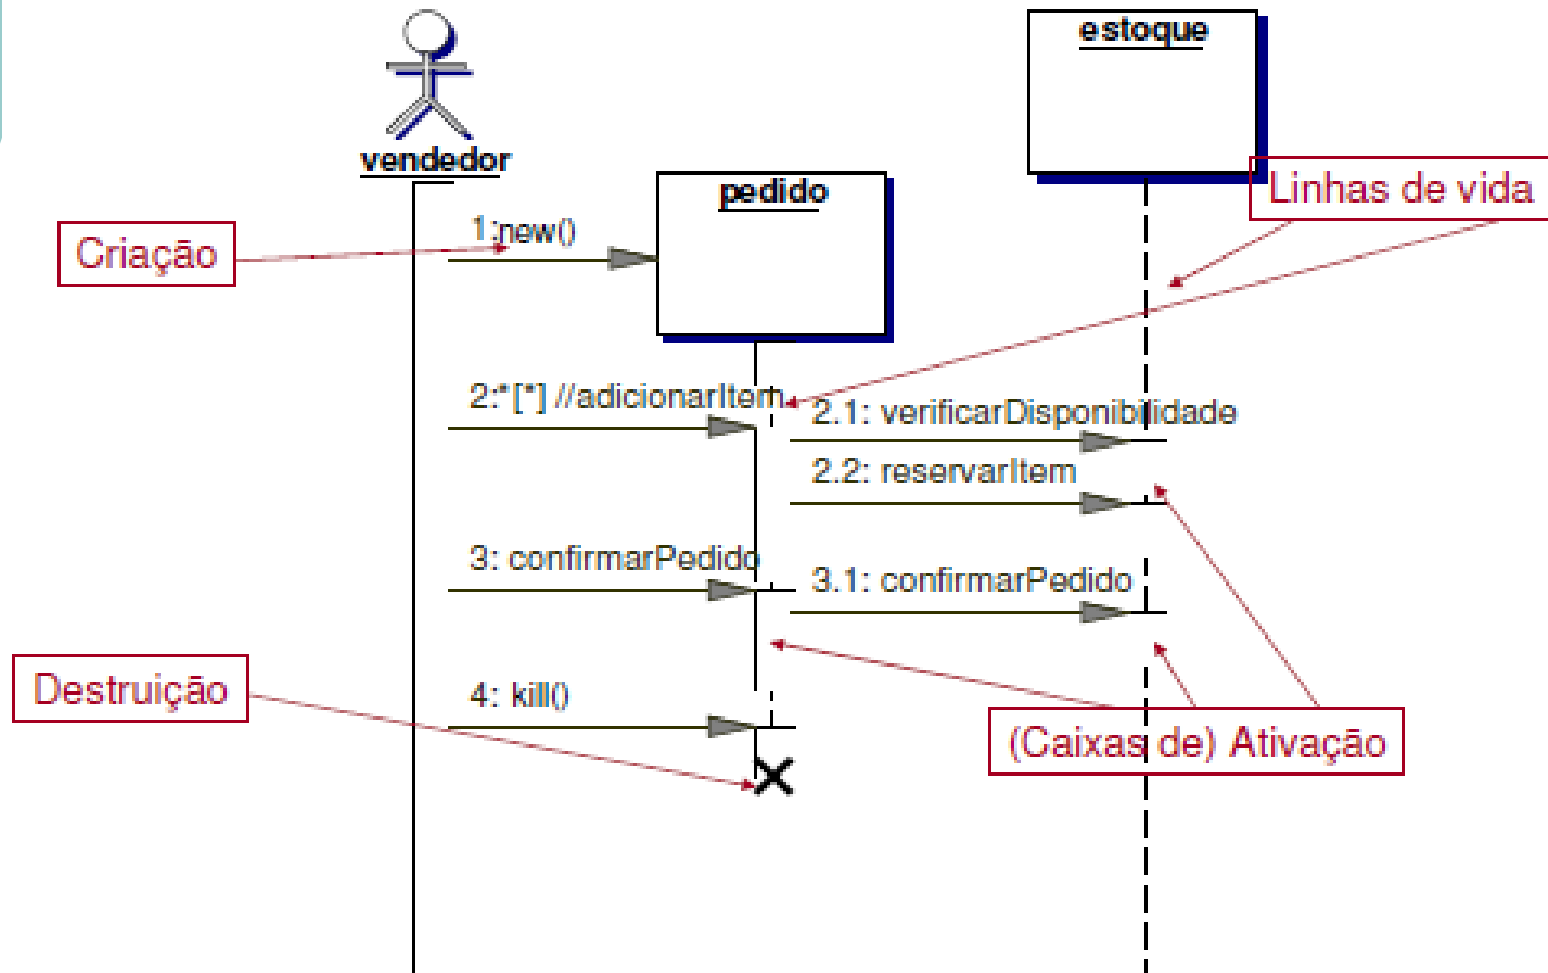 estoque
vendedor
pedido
Linhas de vida
1:new()
Criação
2:*[*] //adicionarItem
2.1: verificarDisponibilidade
2.2: reservarItem
3: confirmarPedido
3.1: confirmarPedido
Destruição
4: kill()
(Caixas de) Ativação